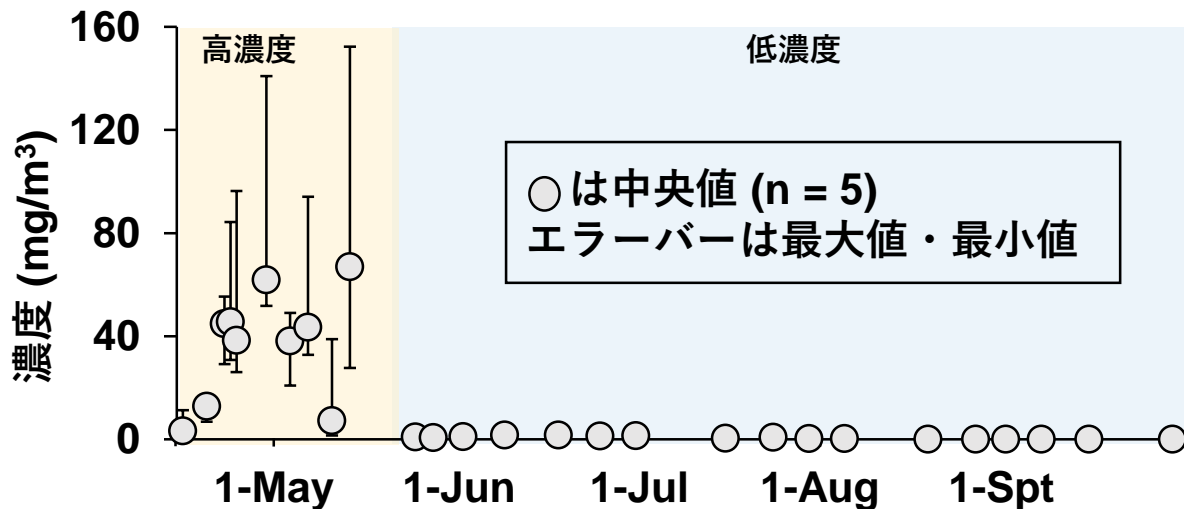 160
120
80
40
0
濃度 (mg/m³)
高濃度
低濃度
は中央値 (n = 5)
エラーバーは最大値・最小値
1-May
1-Jun
1-Jul
1-Aug
1-Spt